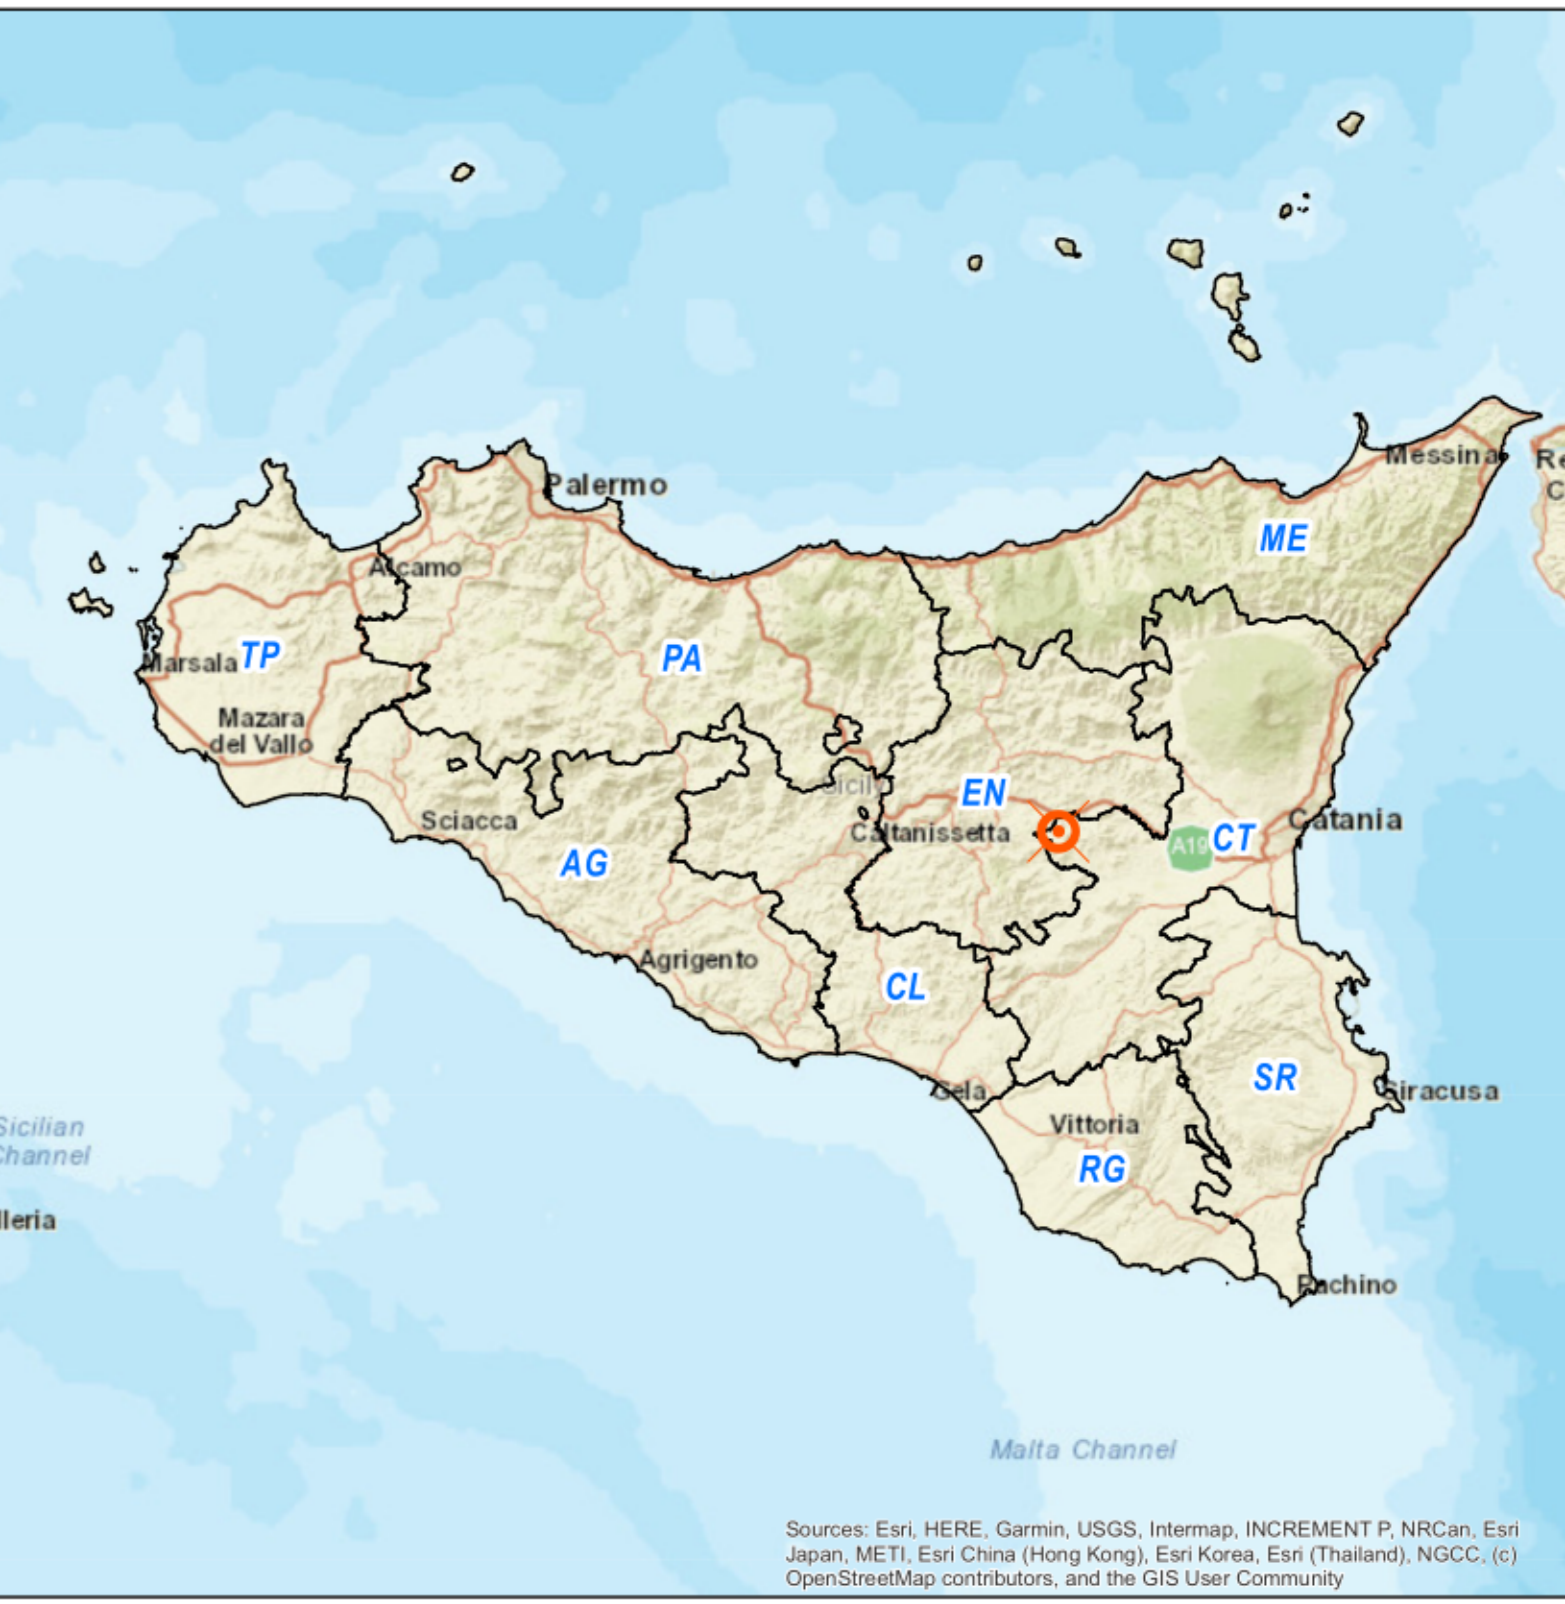 Palermo
Messina
Re
C
ME
Alcamo
Marsala
TP
PA
Mazara
del Vallo
Sicily
EN
Sciacca
Caltanissetta
A19
CT
Catania
AG
Agrigento
CL
SR
Gela
Siracusa
Sicilian
Channel
Vittoria
RG
lleria
Pachino
Malta Channel
Sources: Esri, HERE, Garmin, USGS, Intermap, INCREMENT P, NRCan, Esri
Japan, METI, Esri China (Hong Kong), Esri Korea, Esri (Thailand), NGCC, (c)
OpenStreetMap contributors, and the GIS User Community